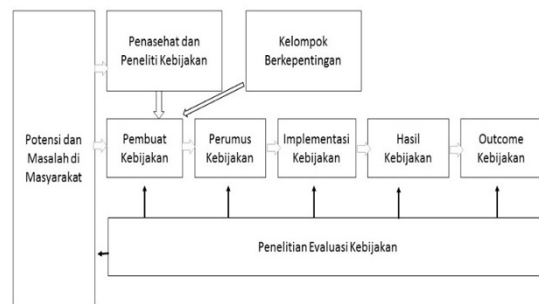 Penasehat dan
Peneliti Kebijakan
Kelompok
Berkepentingan
Potensi dan
Masalah di
Masyarakat
Pembuat
Kebijakan
Perumus
Kebijakan
Implementasi
Kebijakan
Hasil
Kebijakan
Outcome
Kebijakan
Penelitian Evaluasi Kebijakan